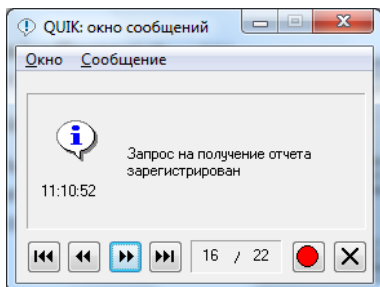 QUIK: окно сообщений
Окно Сообщение
Запрос на получение отчета
зарегистрирован
11:10:52
16 / 22